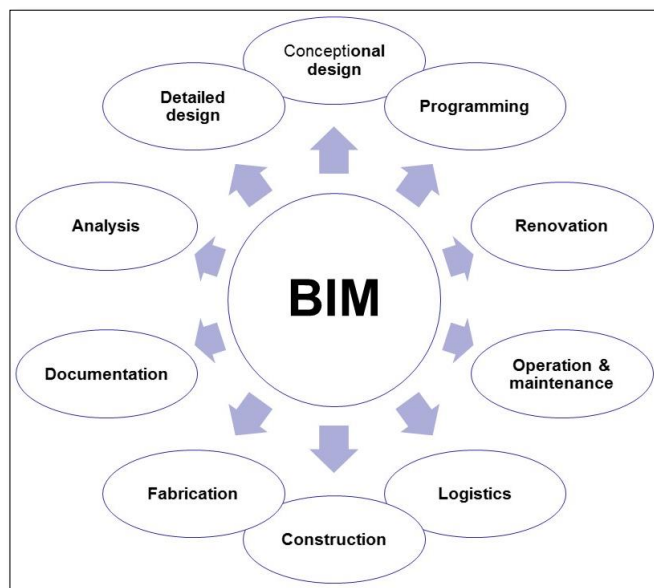 Conceptional
design
Detailed
design
Programming
Analysis
Renovation
BIM
Documentation
Operation &
maintenance
Fabrication
Logistics
Construction